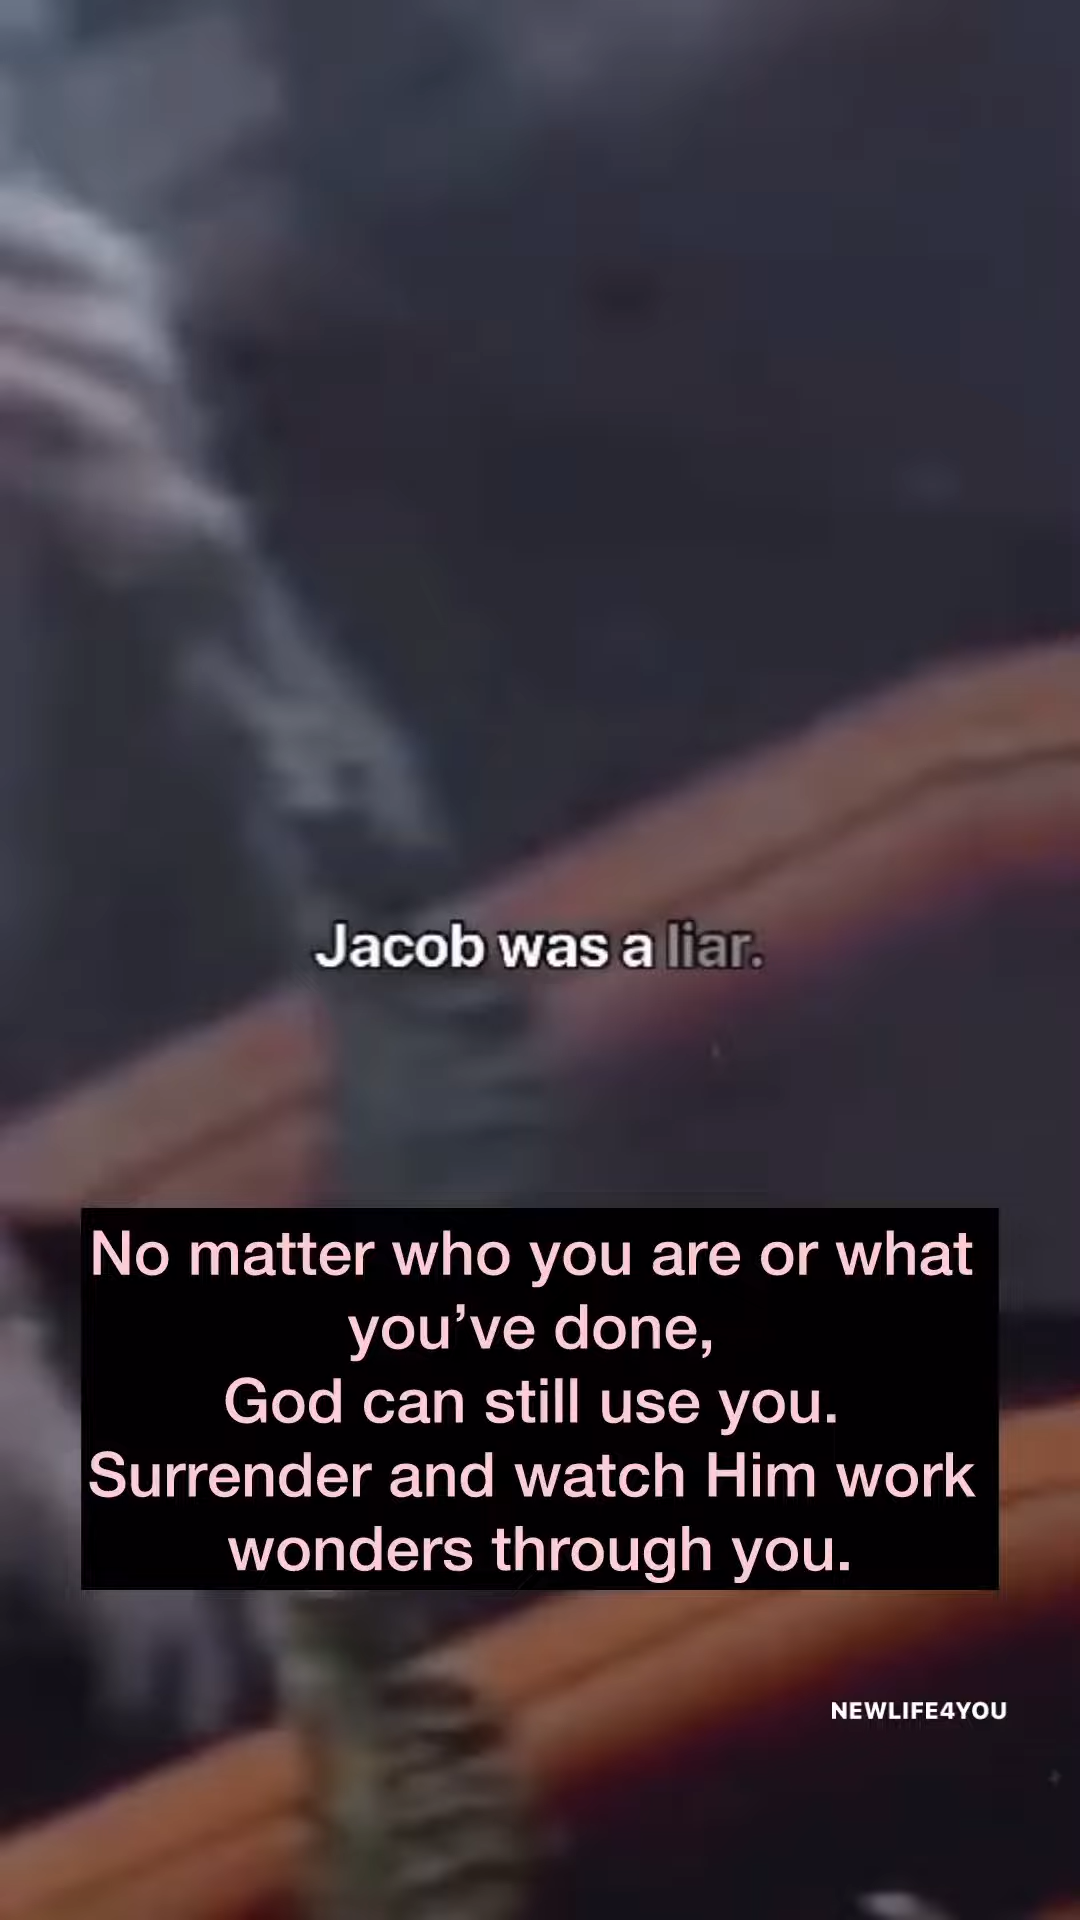 Jacob was a liar.
No matter who you are or what
you’ve done,
God can still use you.
Surrender and watch Him work
wonders through you.
NEWLIFE4YOU